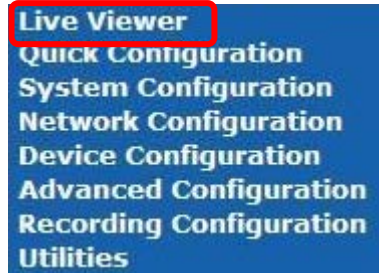 Live Viewer
Quick Configuration
System Configuration
Network Configuration
Device Configuration
Advanced Configuration
Recording Configuration
Utilities